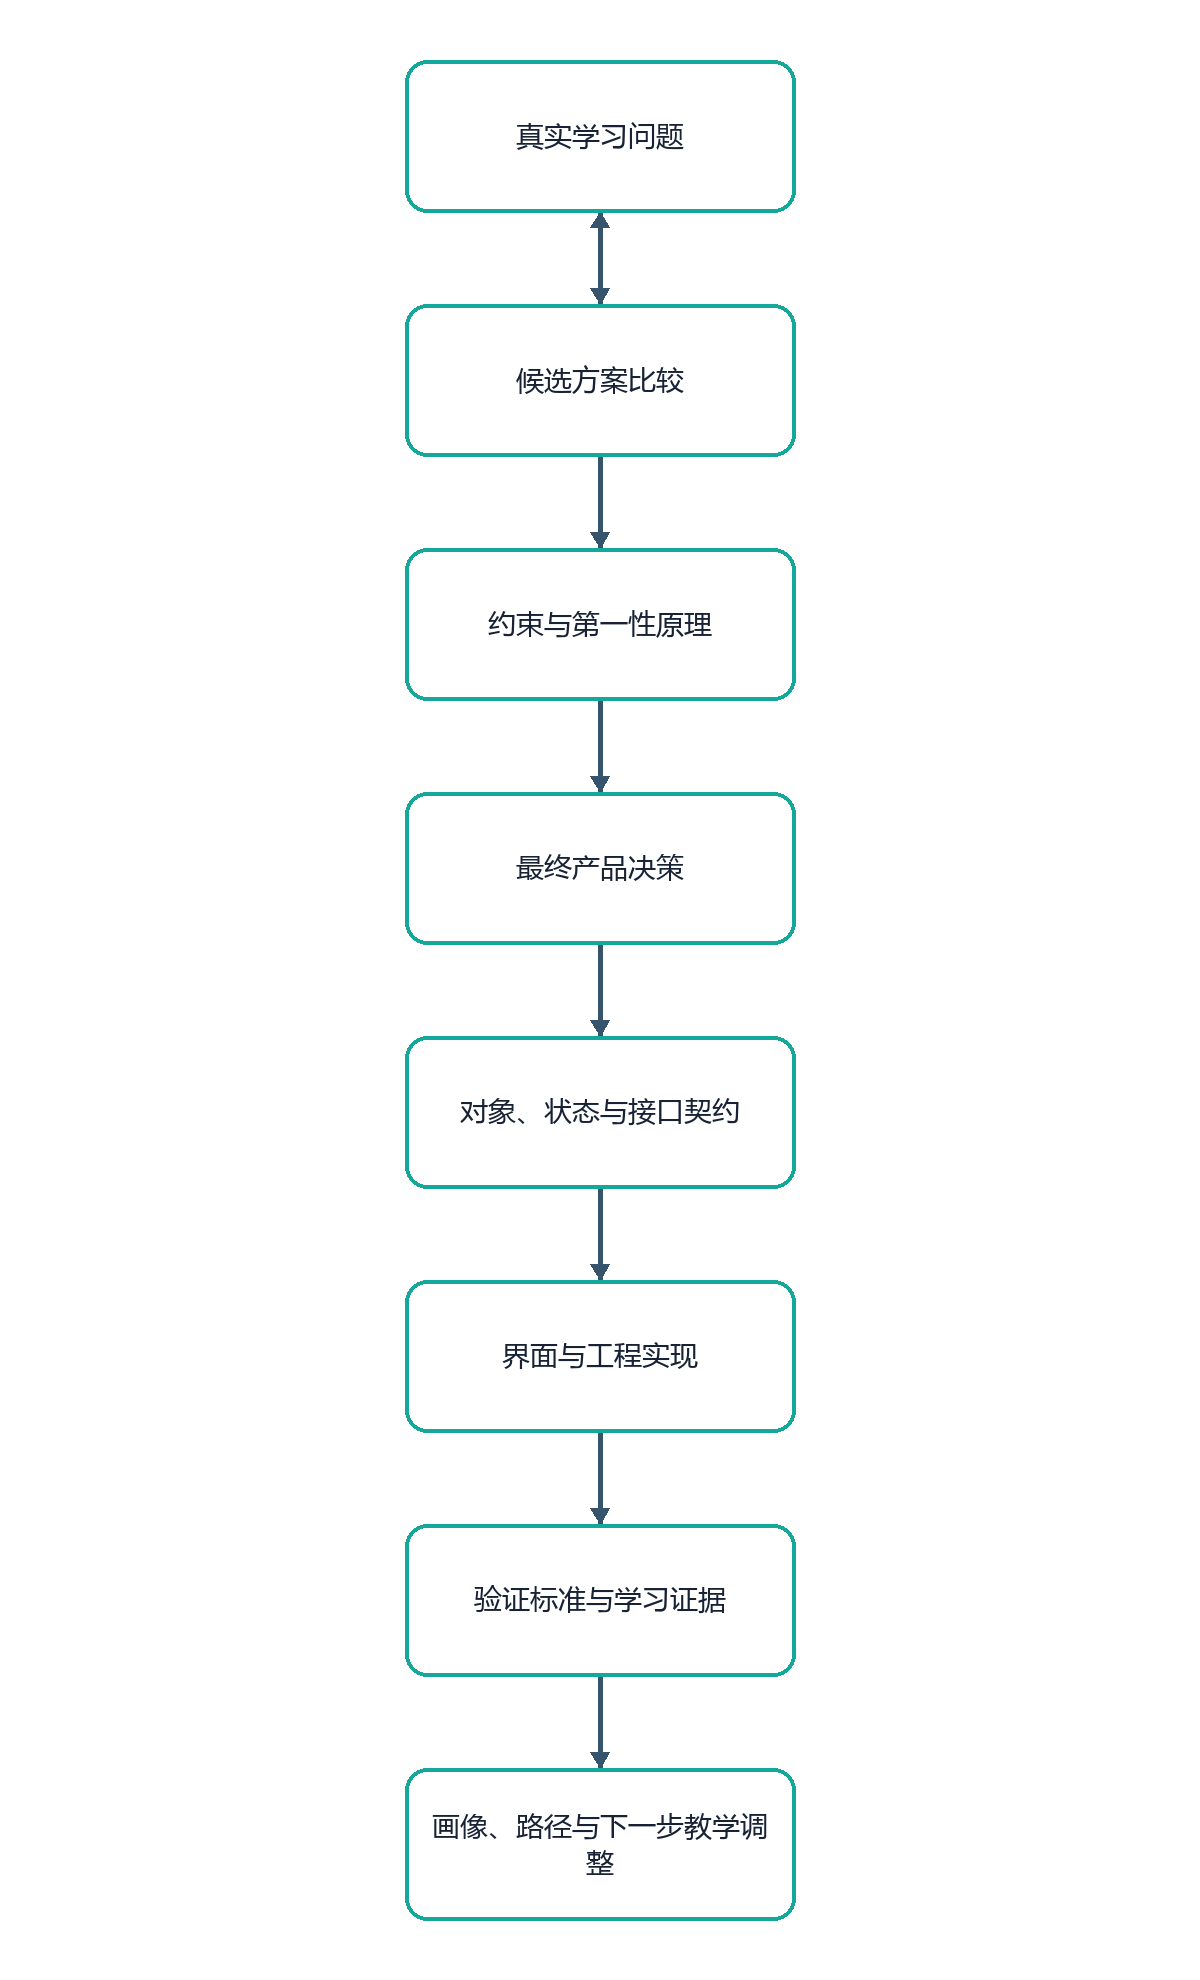 真实学习问题
候选方案比较
约束与第一性原理
最终产品决策
对象、状态与接口契约
界面与工程实现
验证标准与学习证据
画像、路径与下一步教学调
整